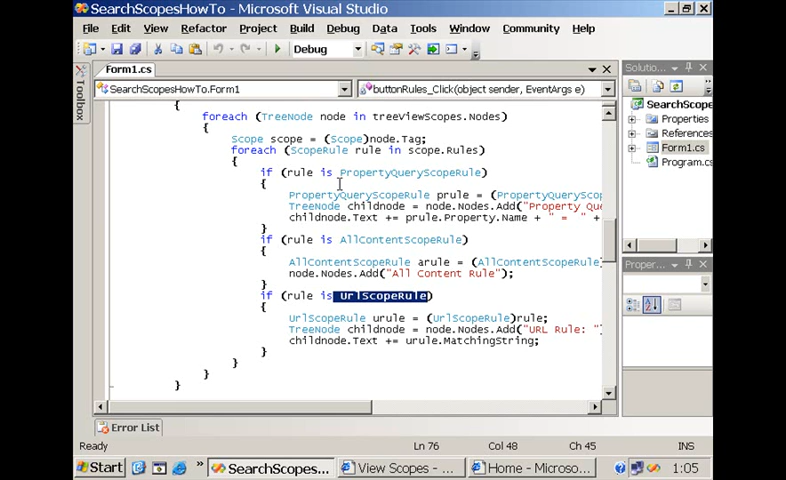 SearchScopesHowTo - Microsoft Visual Studio
File Edit View Refactor Project Build Debug Data Tools Window Community Help
Debug
Toolbox
Form1.cs
SearchScopesHowTo.Form1
buttonRules_Click(object sender, EventArgs e)
{
foreach (TreeNode node in treeViewScopes.Nodes)
{
Scope scope = (Scope)node.Tag;
foreach (ScopeRule rule in scope.Rules)
{
if (rule is PropertyQueryScopeRule)
{
PropertyQueryScopeRule prule = (PropertyQueryScop
TreeNode childnode = node.Nodes.Add("Property Qu
childnode.Text += prule.Property.Name + " = " +
}
if (rule is AllContentScopeRule)
{
AllContentScopeRule arule = (AllContentScopeRule)
node.Nodes.Add("All Content Rule");
}
if (rule is UrlScopeRule)
{
UrlScopeRule urule = (UrlScopeRule)rule;
TreeNode childnode = node.Nodes.Add("URL Rule: ")
childnode.Text += urule.MatchingString;
}
}
}
}
Solutio...
SearchScop
Properties
References
Form1.cs
Program.cs
Proper...
Error List
Ready
Ln 76
Col 48
Ch 45
INS
Start
SearchScopes...
View Scopes - ...
Home - Microso...
1:05